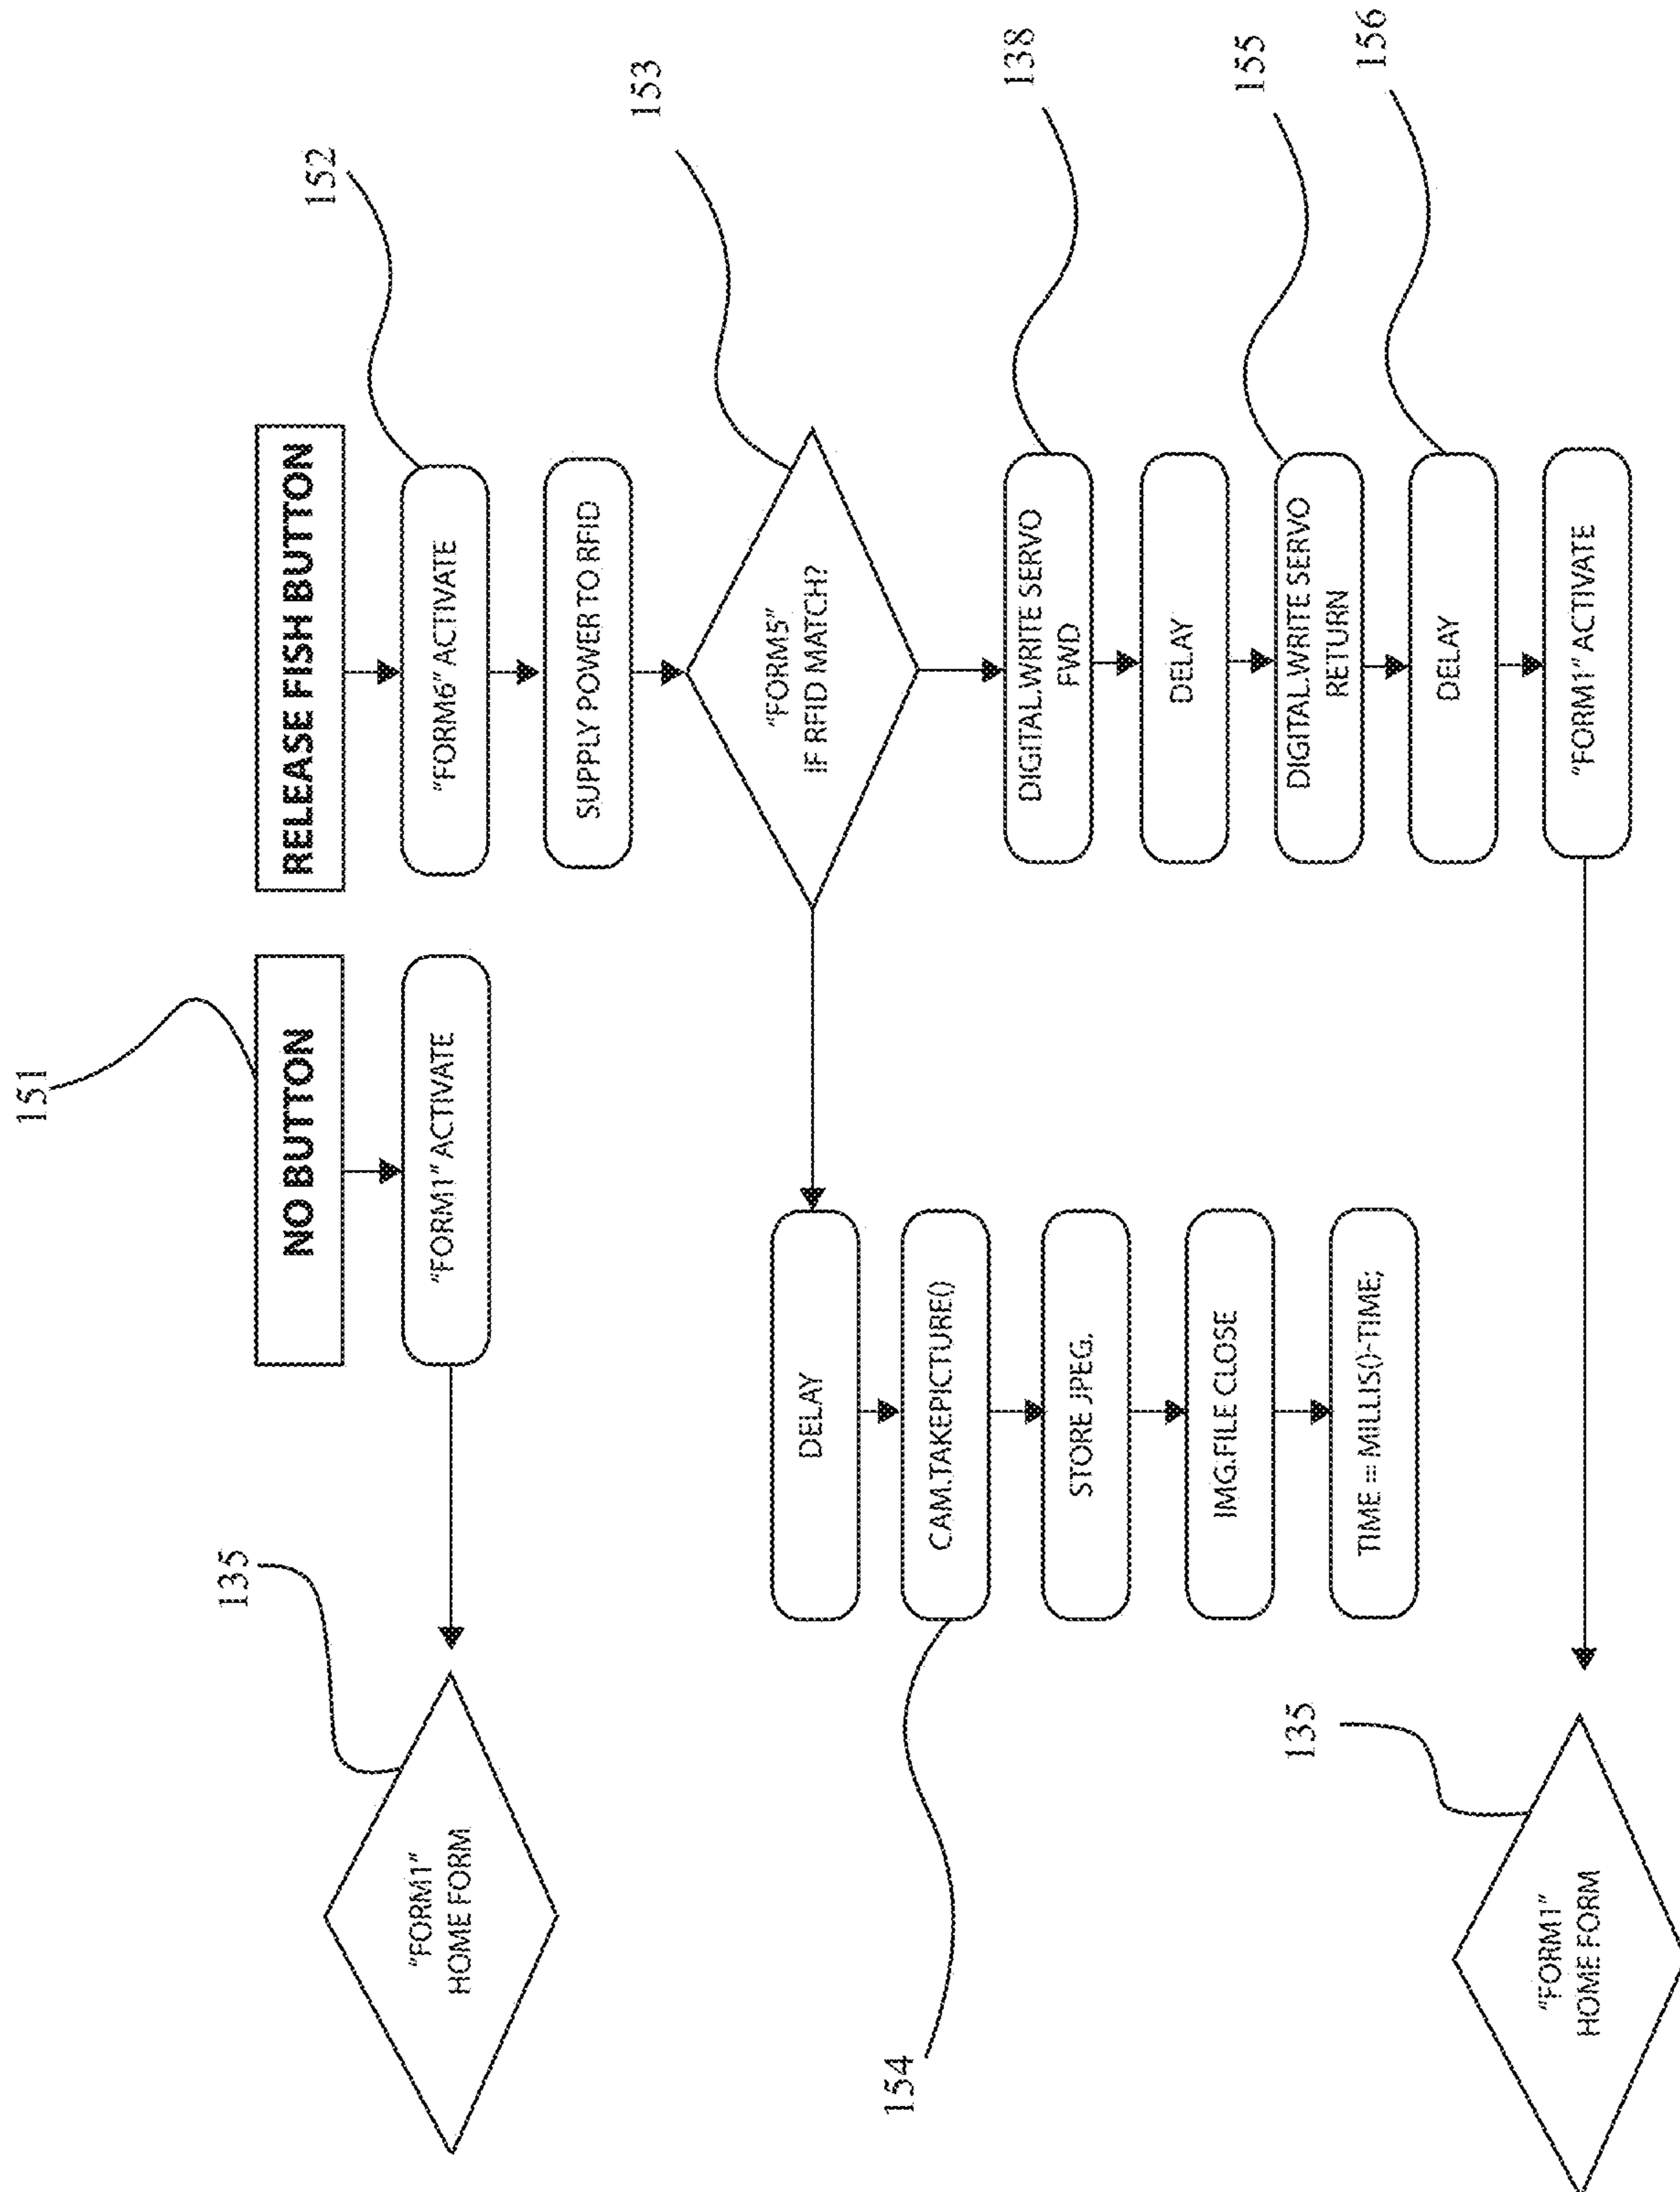 151
135
NO BUTTON
RELEASE FISH BUTTON
152
"FORM1"
HOME FORM
"FORM1" ACTIVATE
"FORM6" ACTIVATE
SUPPLY POWER TO RFID
153
"FORM5"
IF RFID MATCH?
DELAY
154
CAM.TAKEPICTURE()
STORE JPEG.
IMG.FILE CLOSE
TIME = MILLIS()-TIME;
138
DIGITAL.WRITE SERVO
FWD
DELAY
155
DIGITAL.WRITE SERVO
RETURN
156
DELAY
"FORM1" ACTIVATE
135
"FORM1"
HOME FORM